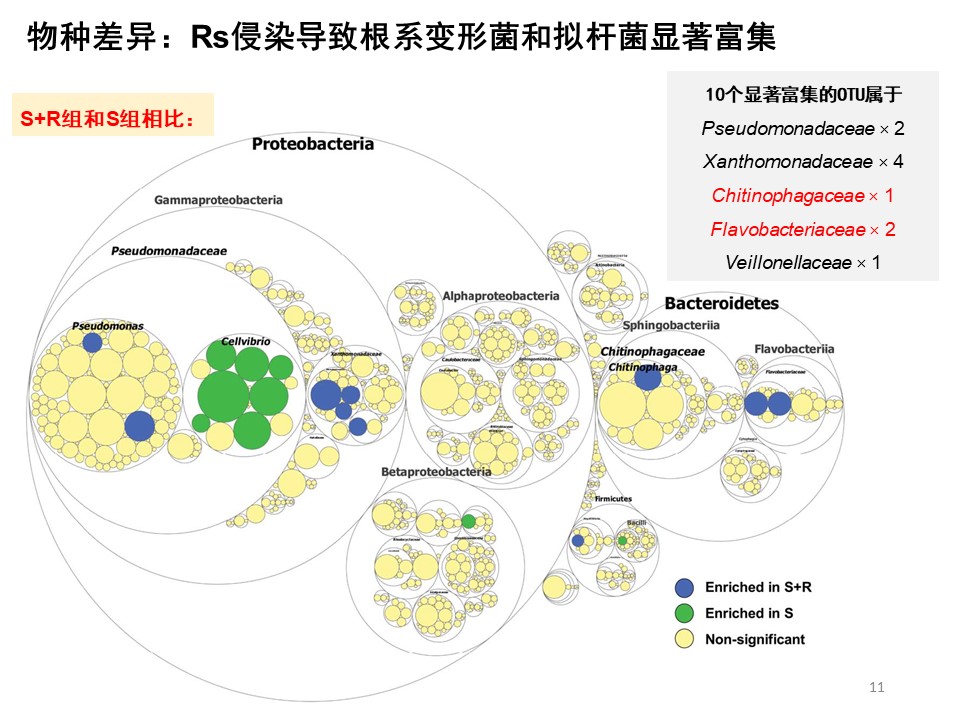 物种差异：Rs侵染导致根系变形菌和拟杆菌显著富集
S+R组和S组相比：
10个显著富集的OTU属于
Pseudomonadaceae × 2
Xanthomonadaceae × 4
Chitinophagaceae × 1
Flavobacteriaceae × 2
Veillonellaceae × 1
Proteobacteria
Gammaproteobacteria
Pseudomonadaceae
Pseudomonas
Cellvibrio
Xanthomonadaceae
Alphaproteobacteria
Caulobacteraceae
Betaproteobacteria
Bacteroidetes
Sphingobacteriia
Chitinophagaceae
Chitinophaga
Flavobacteriia
Flavobacteriaceae
Firmicutes
Bacilli
Enriched in S+R
Enriched in S
Non-significant
11